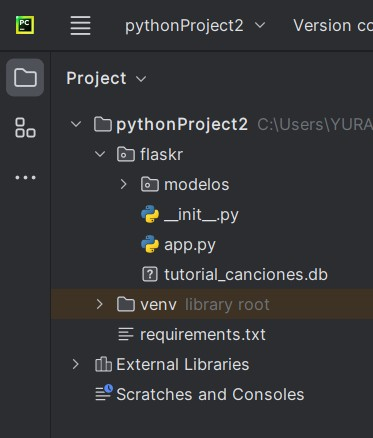 PC
pythonProject2 Version co
Project
pythonProject2 C:\Users\YURA
flaskr
modelos
__init__.py
app.py
tutorial_canciones.db
venv library root
requirements.txt
External Libraries
Scratches and Consoles